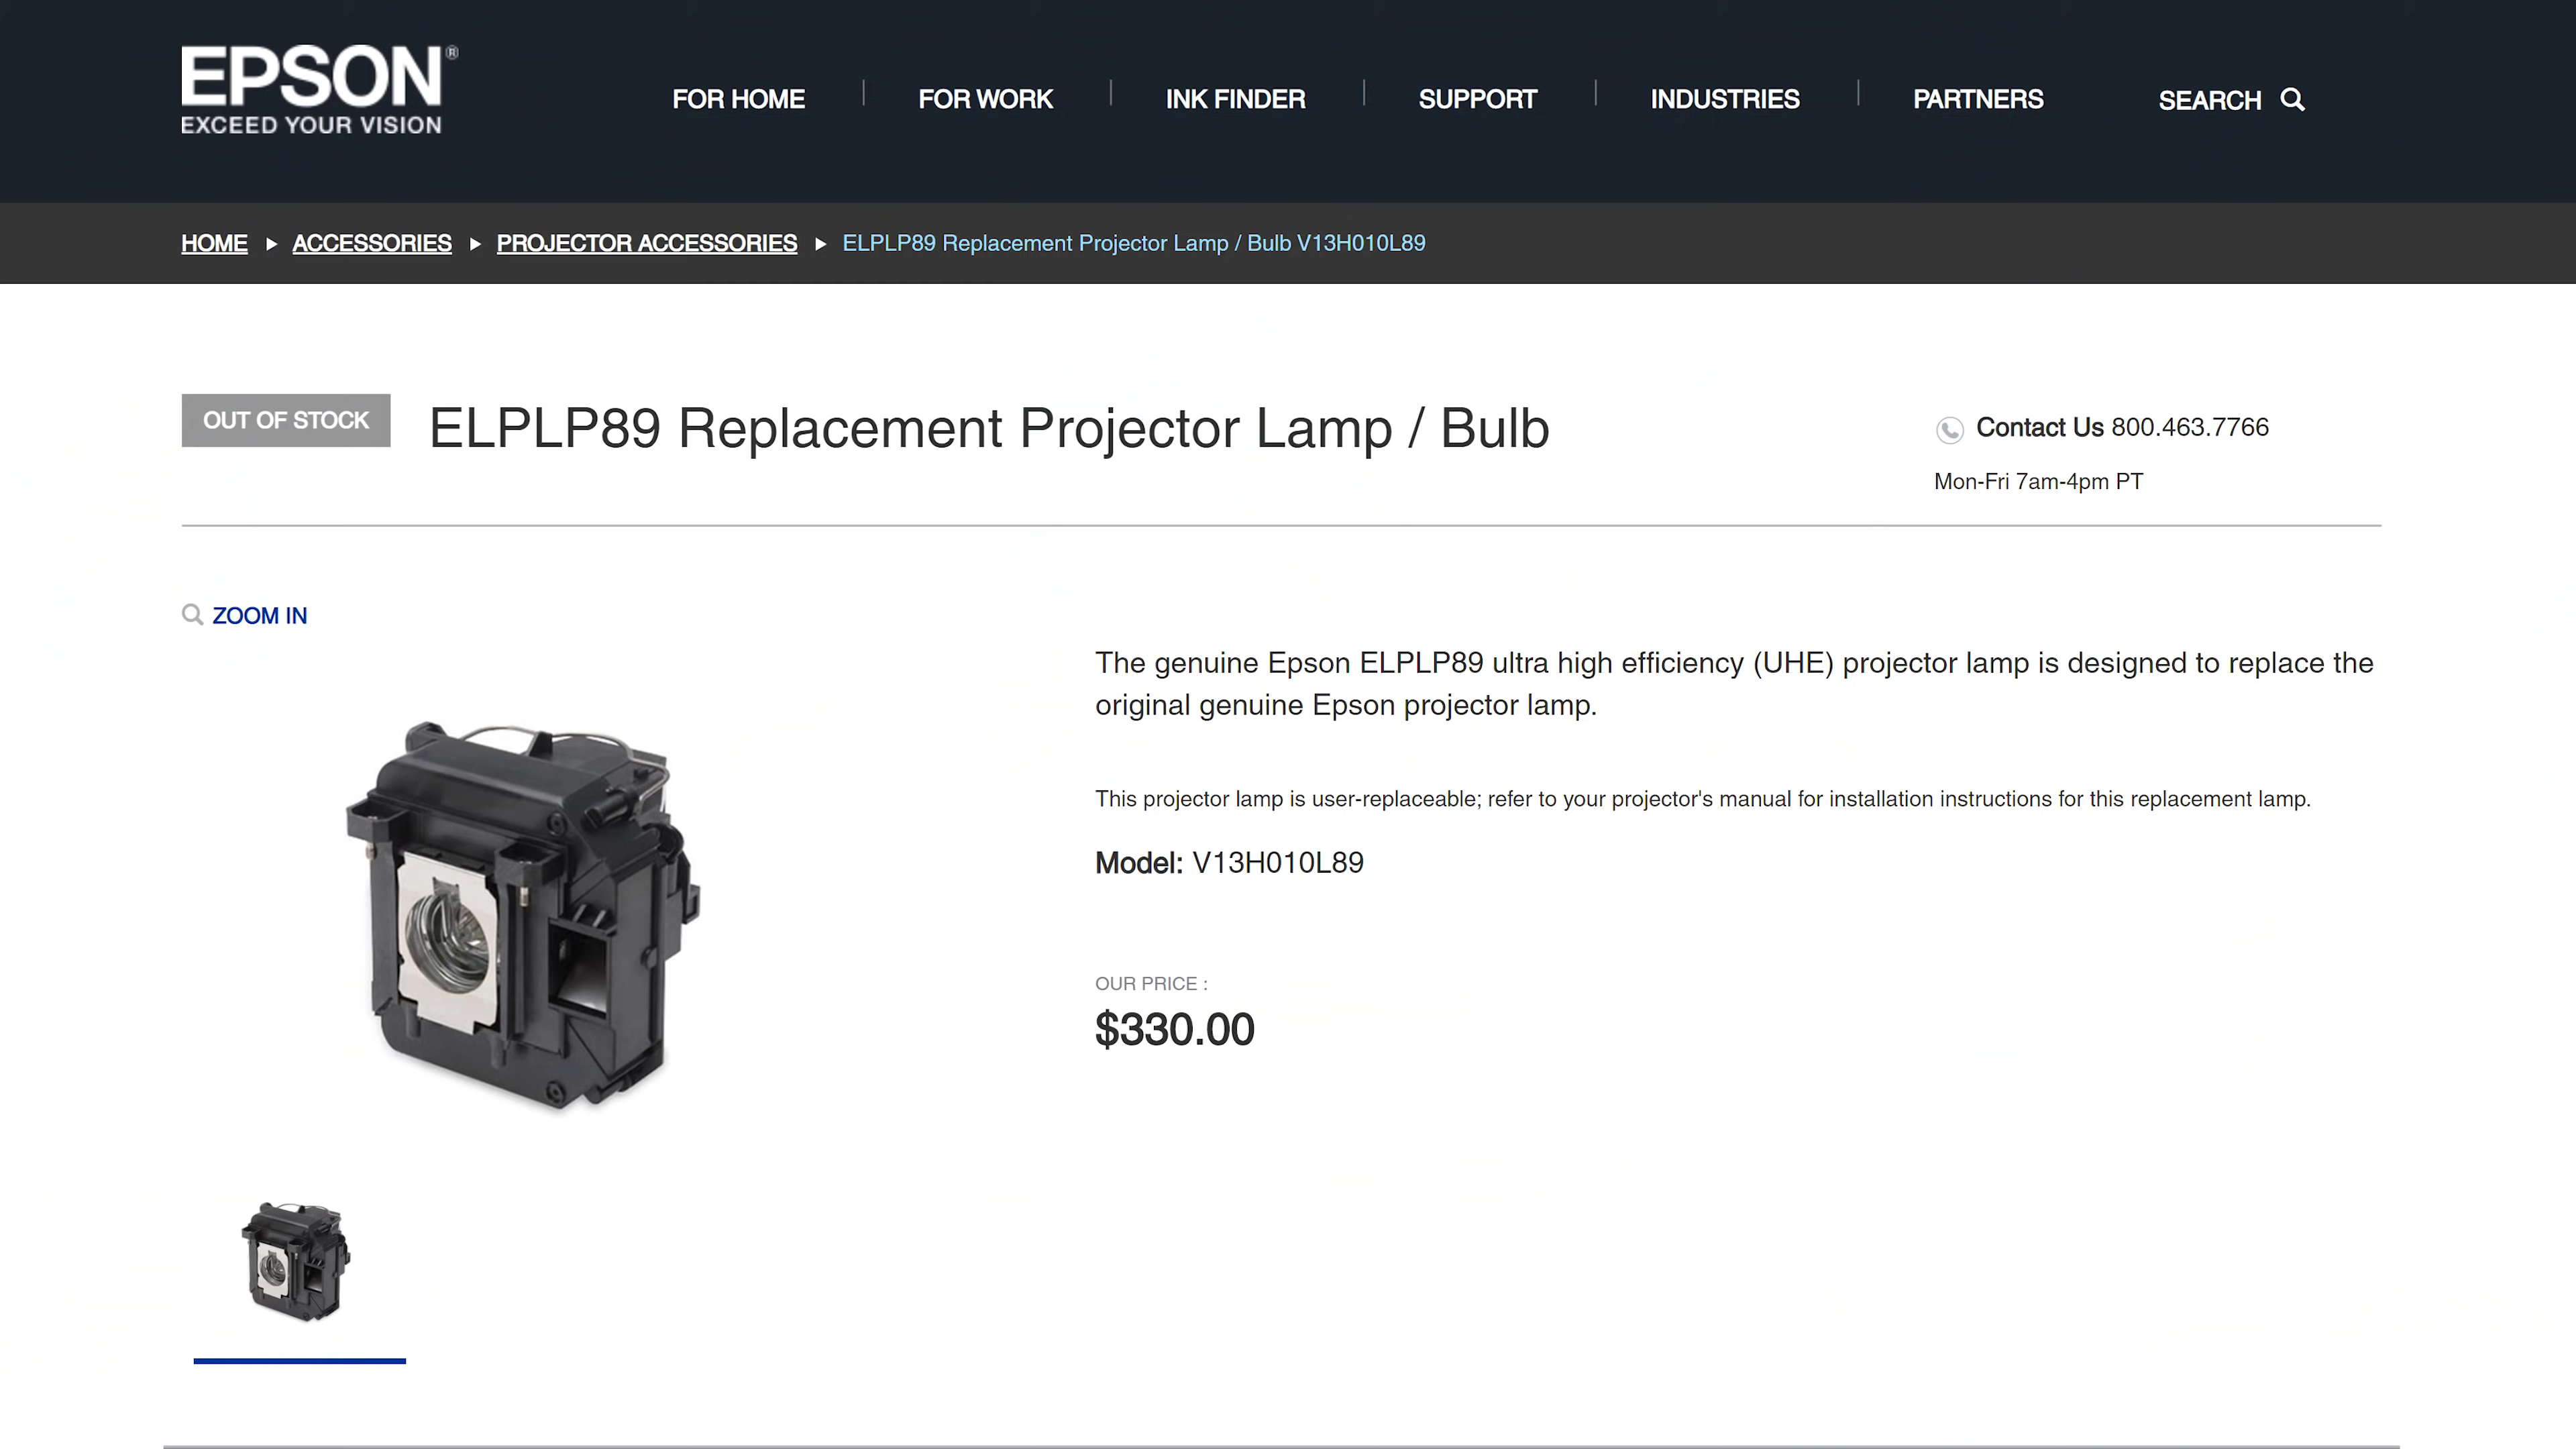 EPSON®
EXCEED YOUR VISION
FOR HOME
FOR WORK
INK FINDER
SUPPORT
INDUSTRIES
PARTNERS
SEARCH
HOME ACCESSORIES PROJECTOR ACCESSORIES ELPLP89 Replacement Projector Lamp / Bulb V13H010L89
OUT OF STOCK
ELPLP89 Replacement Projector Lamp / Bulb
Contact Us 800.463.7766
Mon-Fri 7am-4pm PT
ZOOM IN
The genuine Epson ELPLP89 ultra high efficiency (UHE) projector lamp is designed to replace the
original genuine Epson projector lamp.
This projector lamp is user-replaceable; refer to your projector's manual for installation instructions for this replacement lamp.
Model: V13H010L89
OUR PRICE :
$330.00